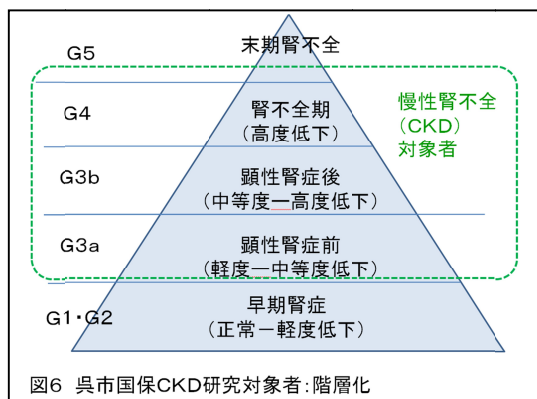 G5
末期腎不全
G4
腎不全期
(高度低下)
慢性腎不全
(CKD)
対象者
G3b
顕性腎症後
(中等度―高度低下)
G3a
顕性腎症前
(軽度―中等度低下)
G1・G2
早期腎症
(正常－軽度低下)
図6 呉市国保CKD研究対象者:階層化